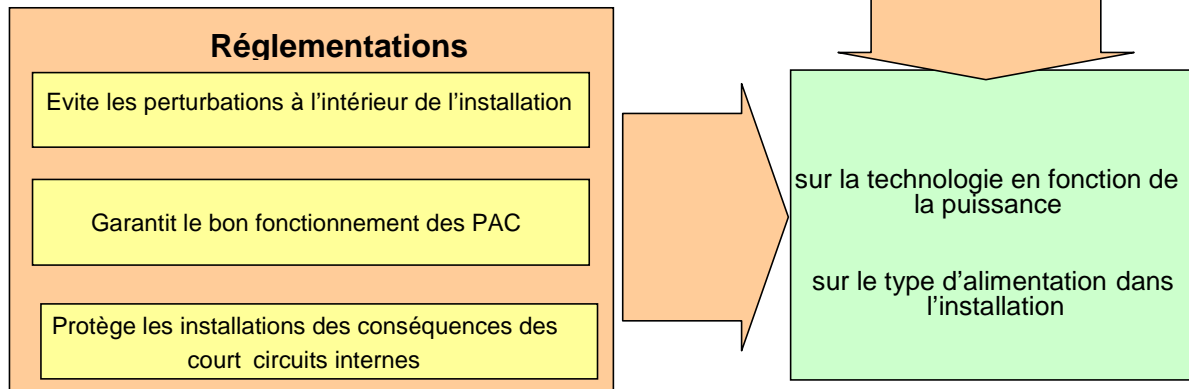 Réglementations
Evite les perturbations à l'intérieur de l'installation
Garantit le bon fonctionnement des PAC
Protège les installations des conséquences des
court circuits internes
sur la technologie en fonction de
la puissance
sur le type d'alimentation dans
l'installation